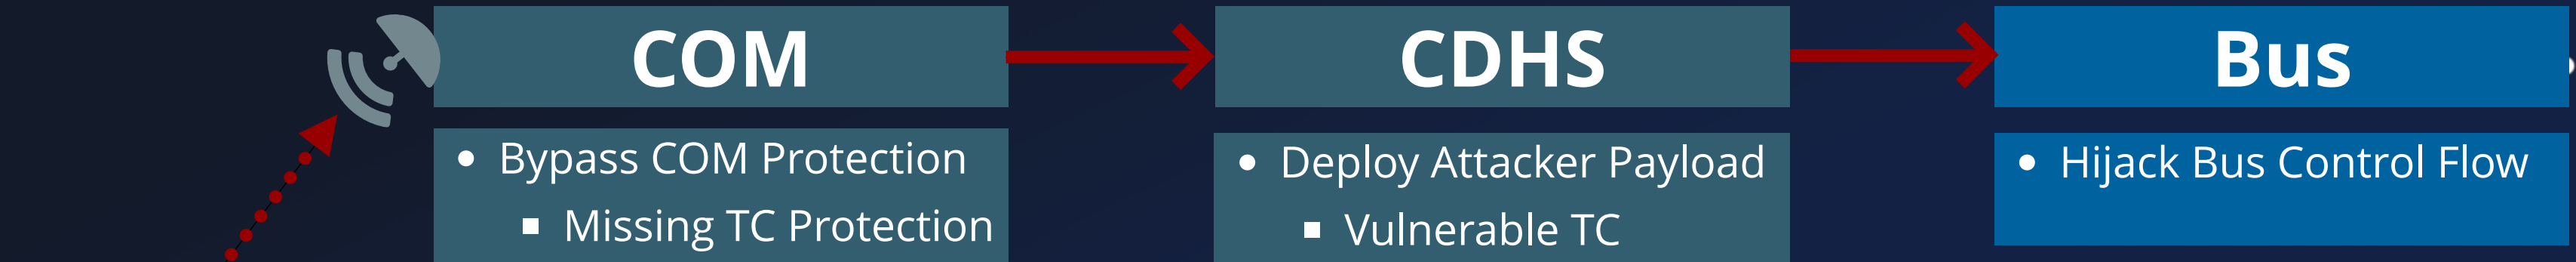 COM
CDHS
Bus
Bypass COM Protection
Missing TC Protection
Deploy Attacker Payload
Vulnerable TC
Hijack Bus Control Flow